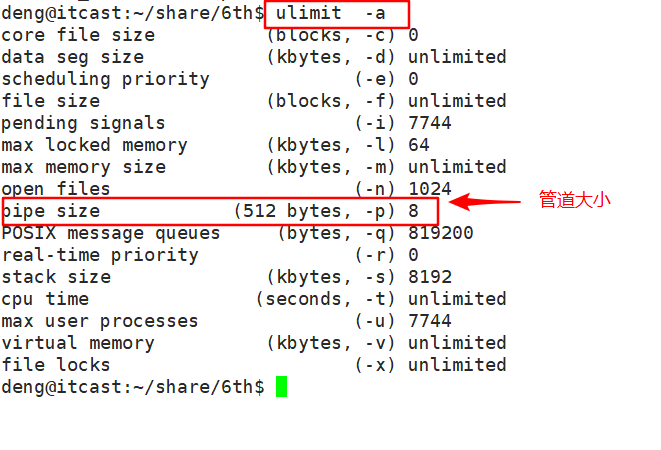 deng@itcast:~/share/6th$ ulimit  -a
core file size          (blocks, -c) 0
data seg size           (kbytes, -d) unlimited
scheduling priority             (-e) 0
file size               (blocks, -f) unlimited
pending signals                 (-i) 7744
max locked memory       (kbytes, -l) 64
max memory size         (kbytes, -m) unlimited
open files                      (-n) 1024
pipe size            (512 bytes, -p) 8
管道大小
POSIX message queues     (bytes, -q) 819200
real-time priority              (-r) 0
stack size              (kbytes, -s) 8192
cpu time               (seconds, -t) unlimited
max user processes              (-u) 7744
virtual memory          (kbytes, -v) unlimited
file locks                      (-x) unlimited
deng@itcast:~/share/6th$